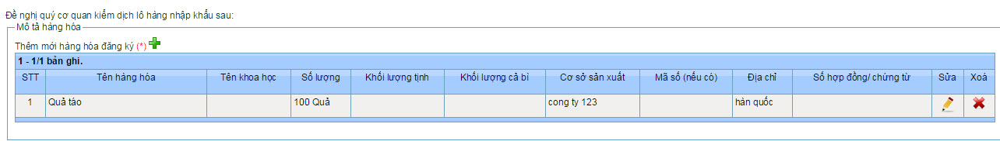 Đề nghị quý cơ quan kiểm dịch lô hàng nhập khẩu sau:
Mô tả hàng hóa
Thêm mới hàng hóa đăng ký (*)
1 - 1/1 bản ghi.
STT Tên hàng hóa Tên khoa học Số lượng Khối lượng tịnh Khối lượng cả bì Cơ sở sản xuất Mã số (nếu có) Địa chỉ Số hợp đồng/ chứng từ Sửa Xoá
1 Quả táo 100 Quả cong ty 123 hàn quốc